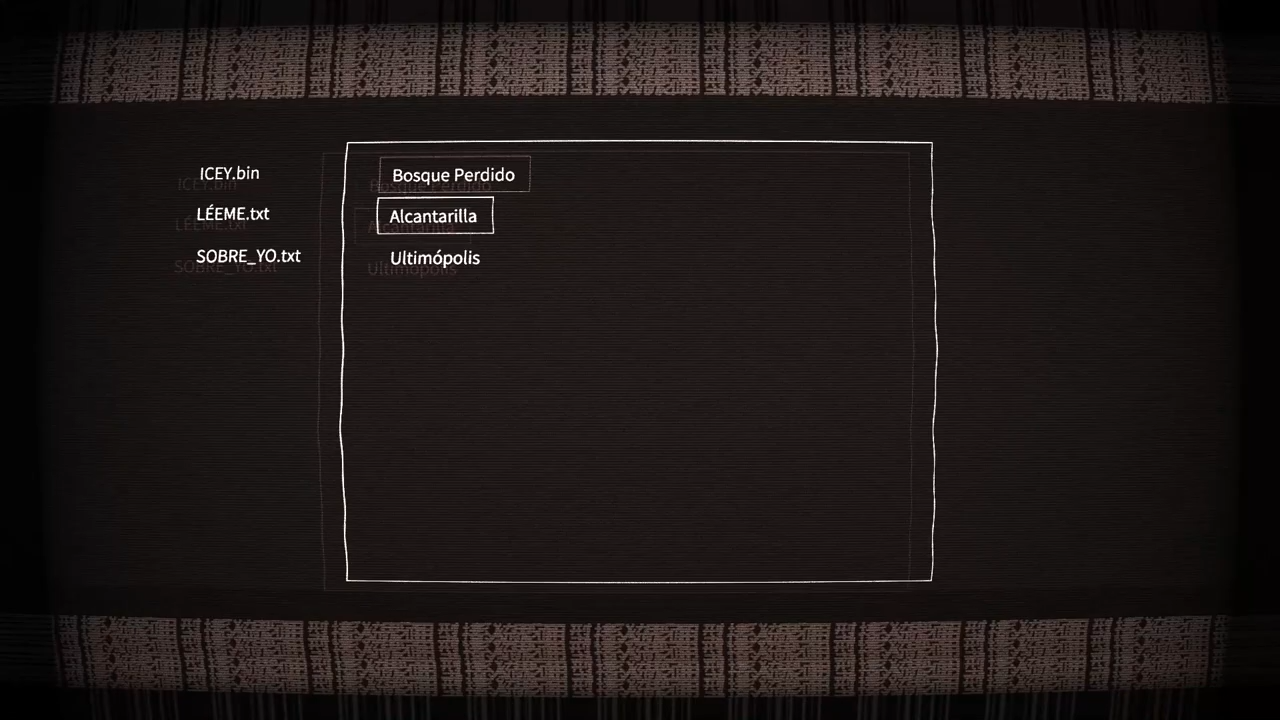 ICEY.bin
LÉEME.txt
SOBRE_YO.txt
Bosque Perdido
Alcantarilla
Ultimópolis